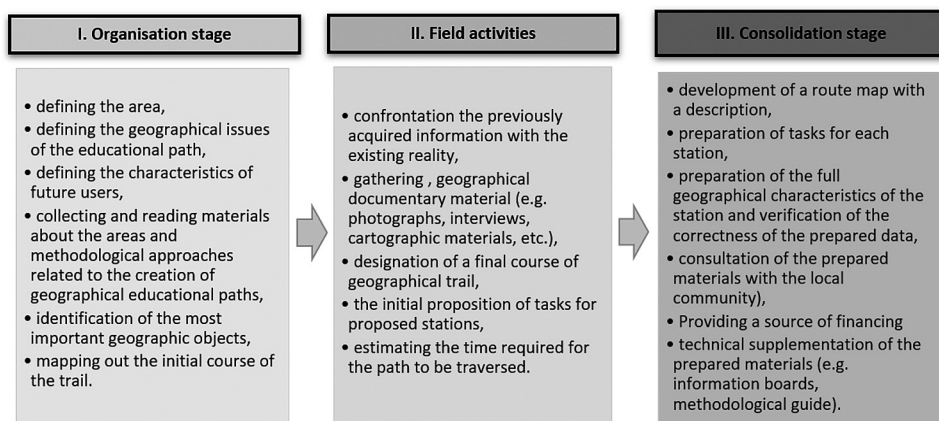 I. Organisation stage
• defining the area,
• defining the geographical issues
of the educational path,
• defining the characteristics of
future users,
• collecting and reading materials
about the areas and
methodological approaches
related to the creation of
geographical educational paths,
• identification of the most
important geographic objects,
• mapping out the initial course of
the trail.
II. Field activities
• confrontation the previously
acquired information with the
existing reality,
• gathering , geographical
documentary material (e.g.
photographs, interviews,
cartographic materials, etc.),
• designation of a final course of
geographical trail,
• the initial proposition of tasks for
proposed stations,
• estimating the time required for
the path to be traversed.
III. Consolidation stage
• development of a route map with
a description,
• preparation of tasks for each
station,
• preparation of the full
geographical characteristics of the
station and verification of the
correctness of the prepared data,
• consultation of the prepared
materials with the local
community),
• Providing a source of financing
• technical supplementation of the
prepared materials (e.g.
information boards,
methodological guide).